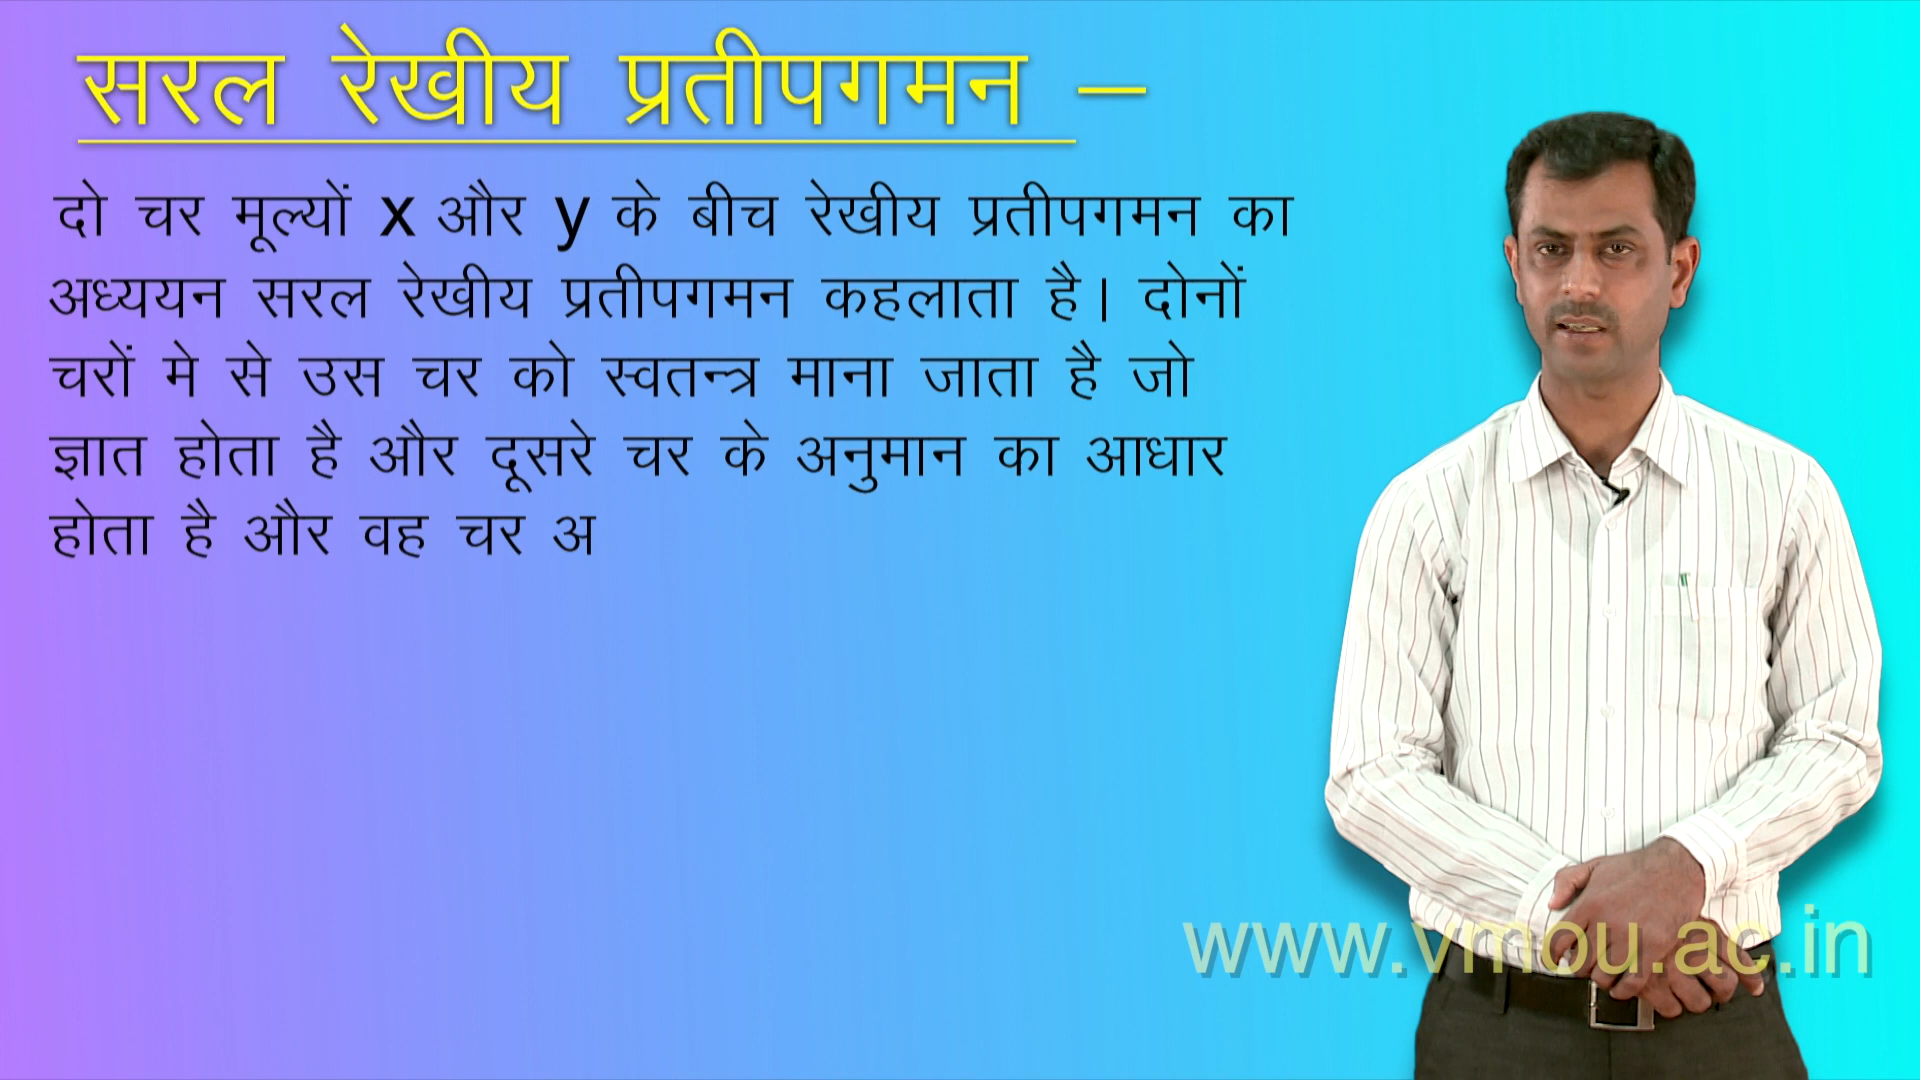 सरल रेखीय प्रतीपगमन –
दो चर मूल्यों x और y के बीच रेखीय प्रतीपगमन का
अध्ययन सरल रेखीय प्रतीपगमन कहलाता है। दोनों
चरों मे से उस चर को स्वतन्त्र माना जाता है जो
ज्ञात होता है और दूसरे चर के अनुमान का आधार
होता है और वह चर अ
www.vmou.ac.in